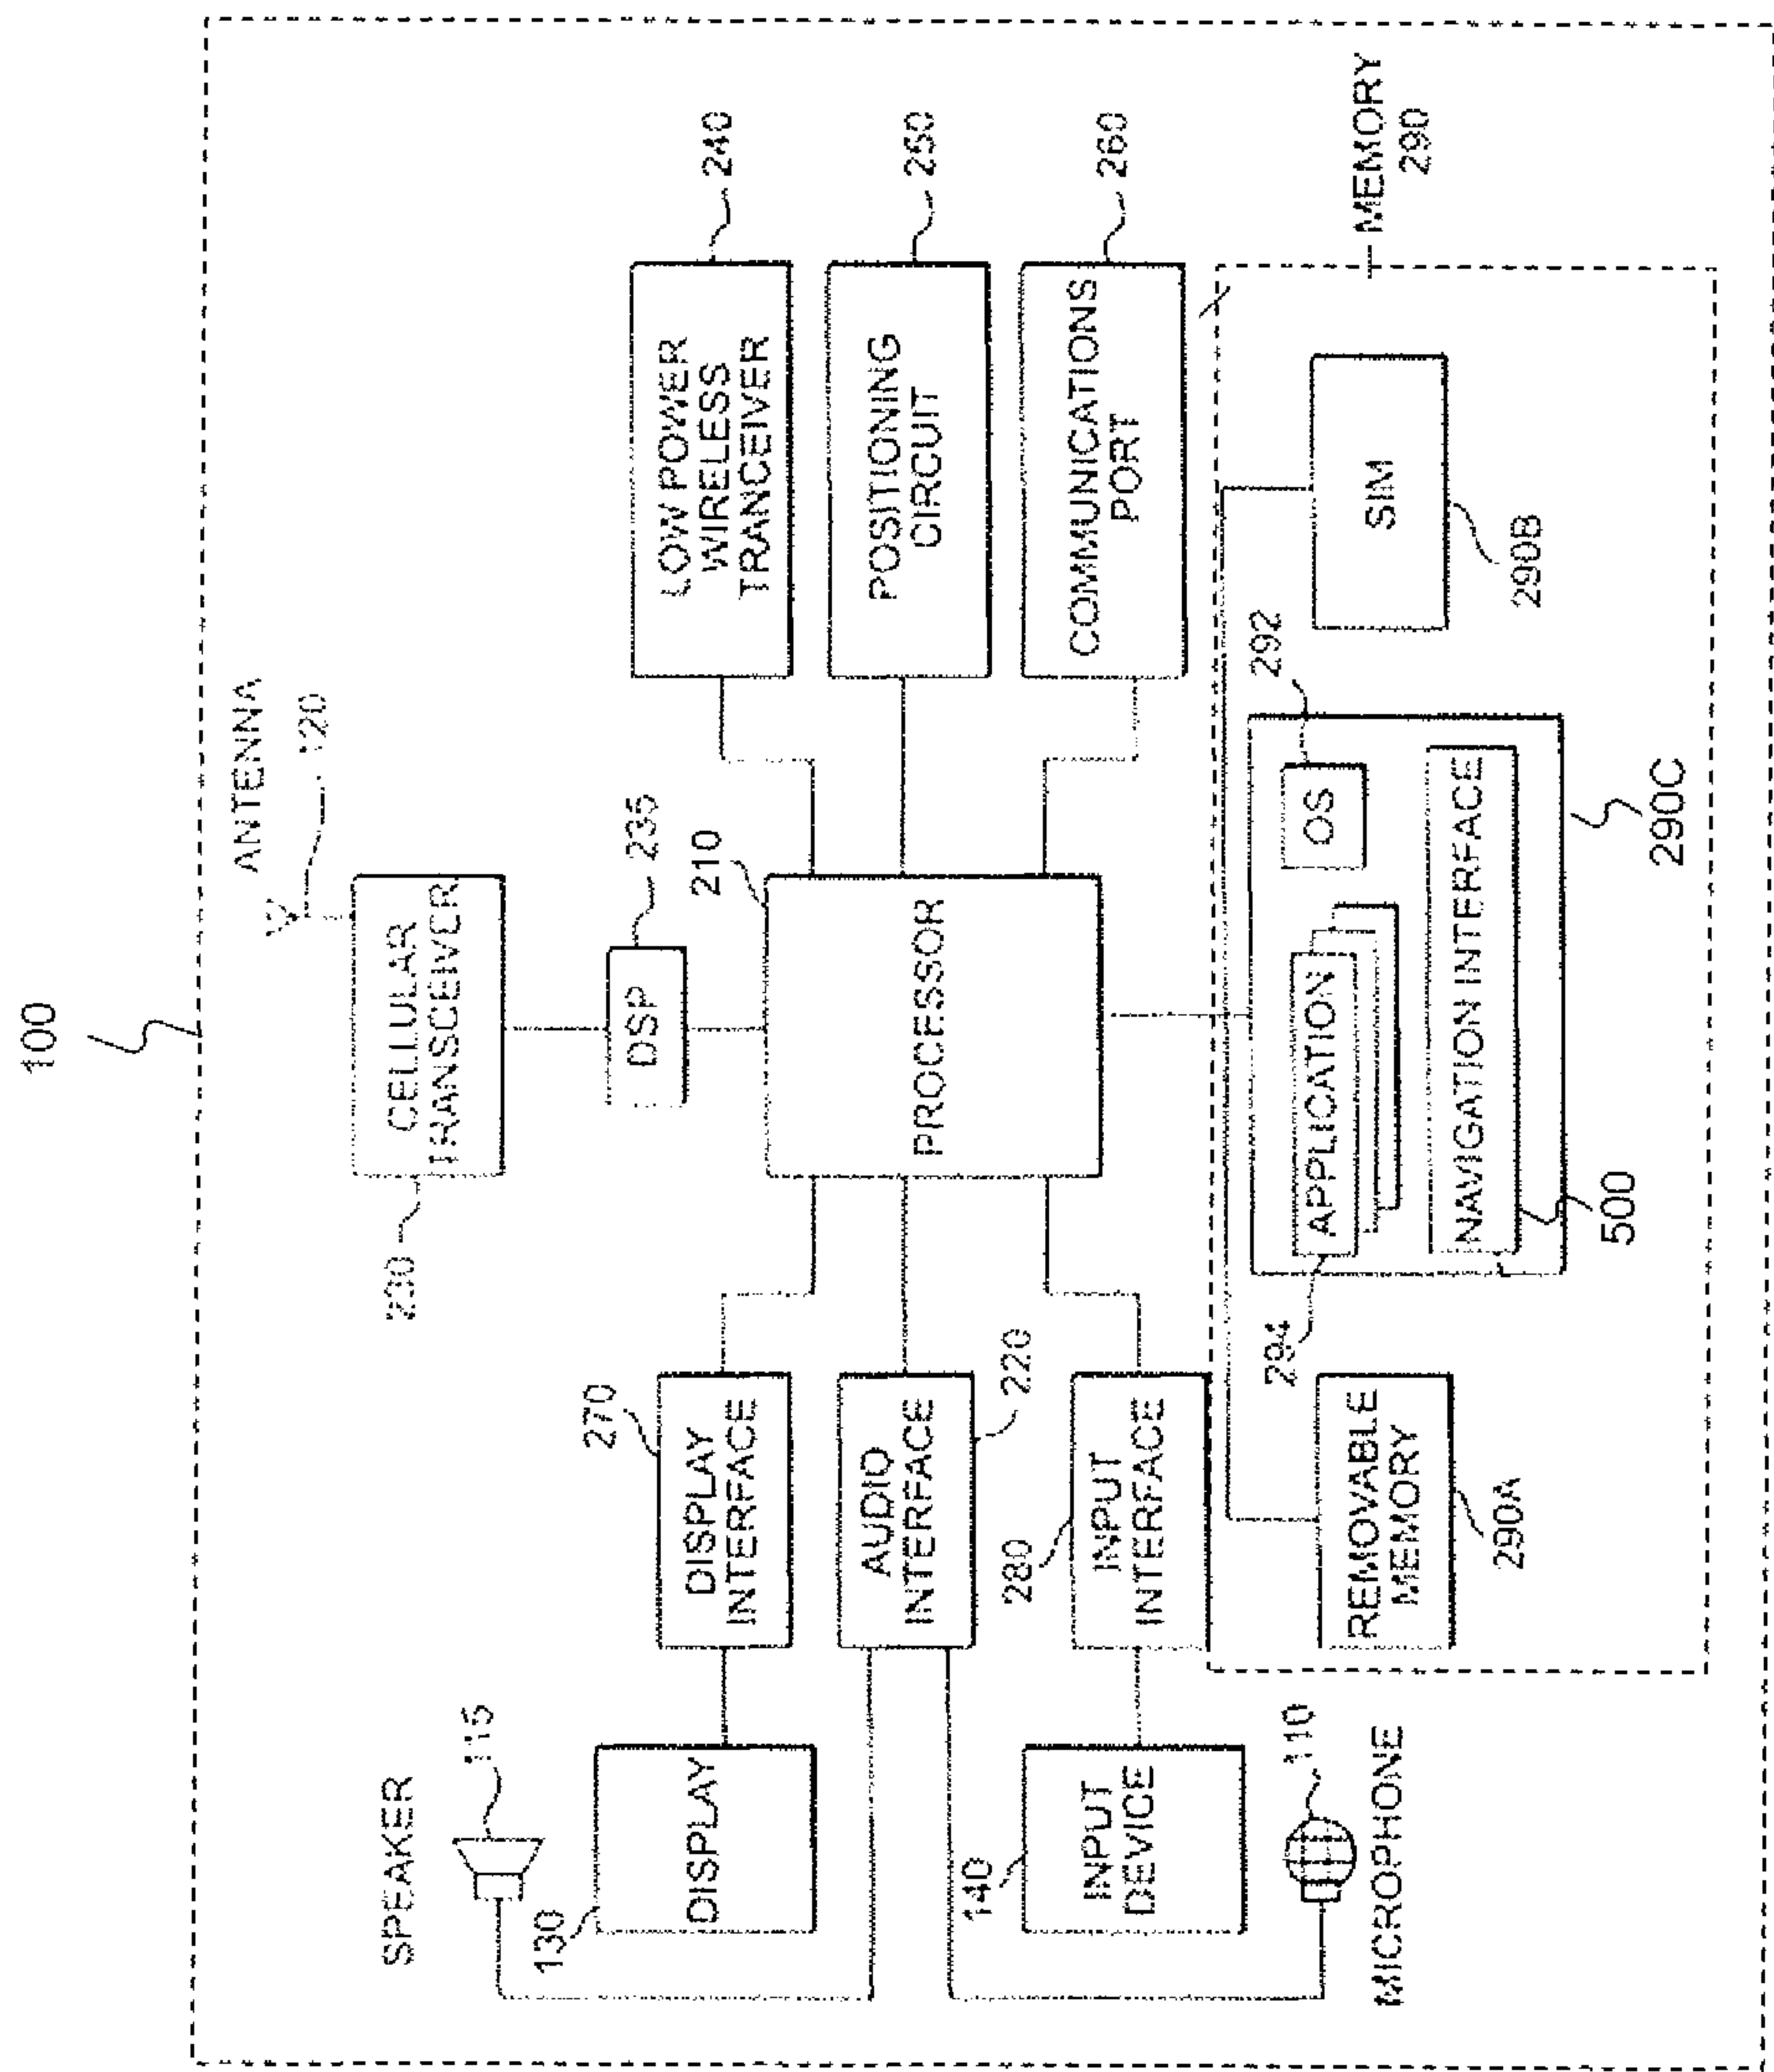 100
ANTENNA
120
CELLULAR
TRANSCEIVER
230
SPEAKER
115
DSP
235
270
DISPLAY
INTERFACE
130
DISPLAY
210
PROCESSOR
LOW POWER
WIRELESS
TRANCEIVER
240
AUDIO
INTERFACE
220
POSITIONING
CIRCUIT
250
140
INPUT
DEVICE
280
INPUT
INTERFACE
COMMUNICATIONS
PORT
260
110
MICROPHONE
MEMORY
290
REMOVABLE
MEMORY
290A
294
APPLICATION
OS
292
NAVIGATION INTERFACE
500
290C
SIM
290B